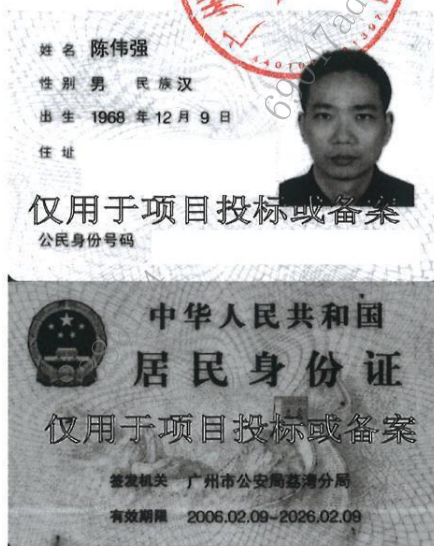 姓名 陈伟强
性别 男 民族汉
出生 1968 年 12 月 9 日
住址
仅用于项目投标或备案
公民身份号码
中华人民共和国
居民身份证
仅用于项目投标或备案
签发机关 广州市公安局荔湾分局
有效期限 2006.02.09-2026.02.09